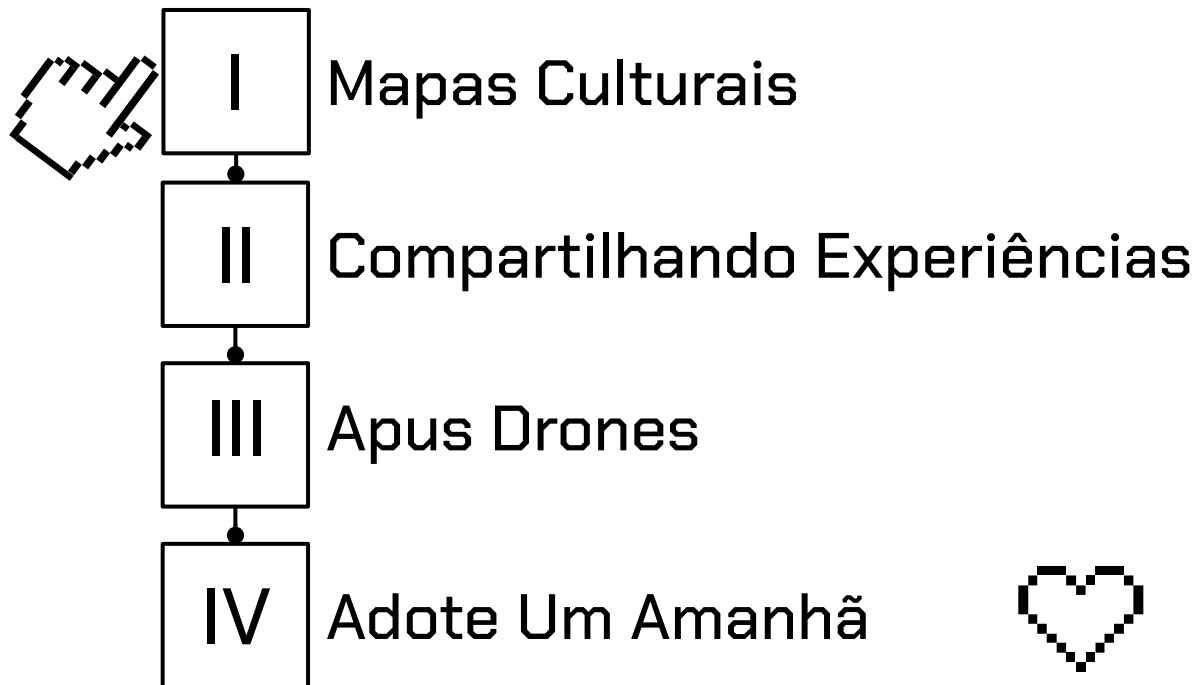 I Mapas Culturais
II Compartilhando Experiências
III Apus Drones
IV Adote Um Amanhã